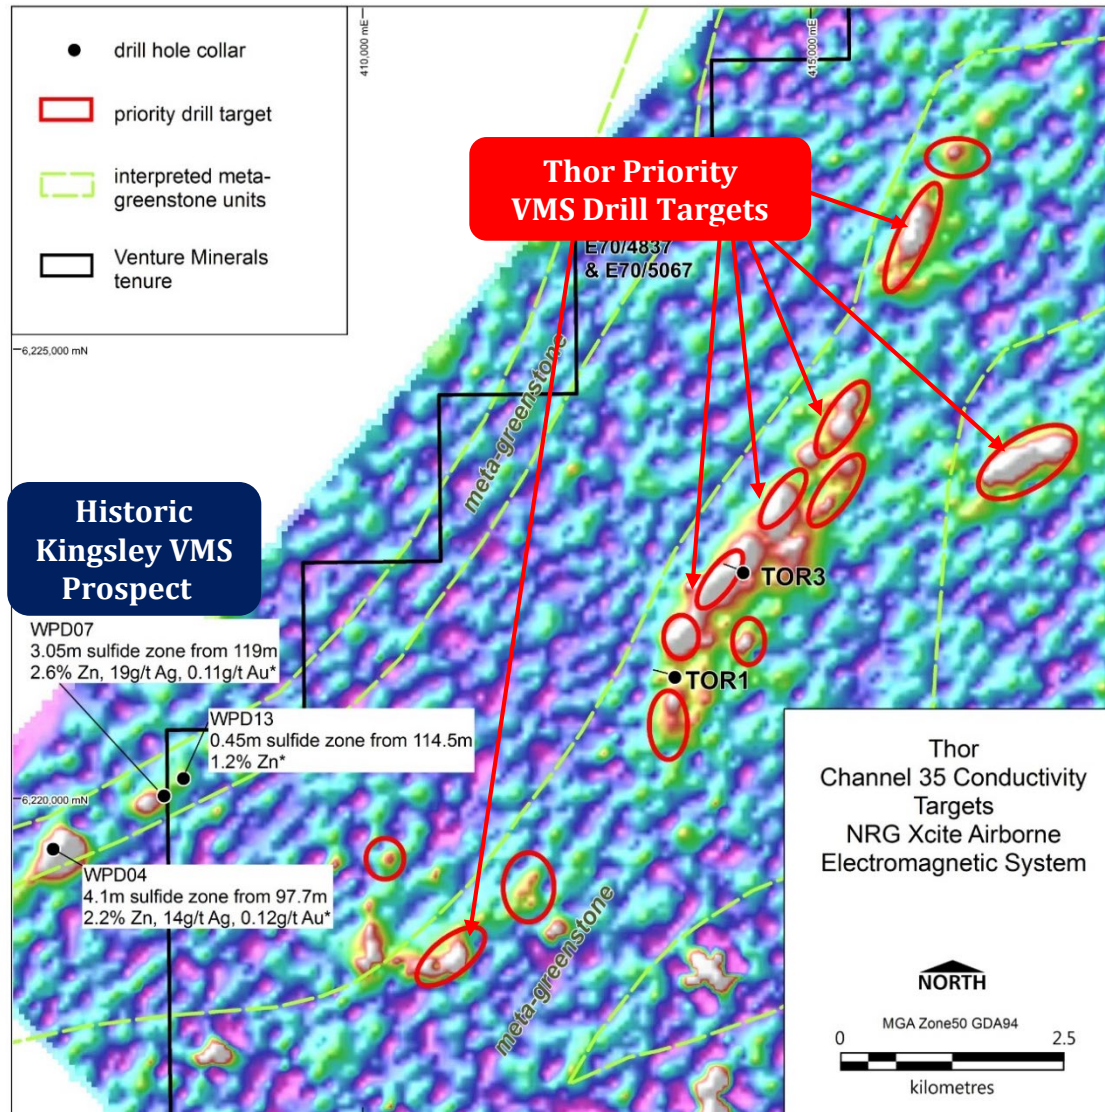 drill hole collar
priority drill target
interpreted meta-
greenstone units
Venture Minerals
tenure
410,000 mE
415,000 mE
Thor Priority
VMS Drill Targets
E70/4837
& E70/5067
6,225,000 mN
meta-greenstone
Historic
Kingsley VMS
Prospect
WPD07
3.05m sulfide zone from 119m
2.6% Zn, 19g/t Ag, 0.11g/t Au*
TOR3
TOR1
WPD13
0.45m sulfide zone from 114.5m
1.2% Zn*
6,220,000 mN
WPD04
4.1m sulfide zone from 97.7m
2.2% Zn, 14g/t Ag, 0.12g/t Au*
meta-greenstone
Thor
Channel 35 Conductivity
Targets
NRG Xcite Airborne
Electromagnetic System
NORTH
MGA Zone50 GDA94
0 2.5
kilometres